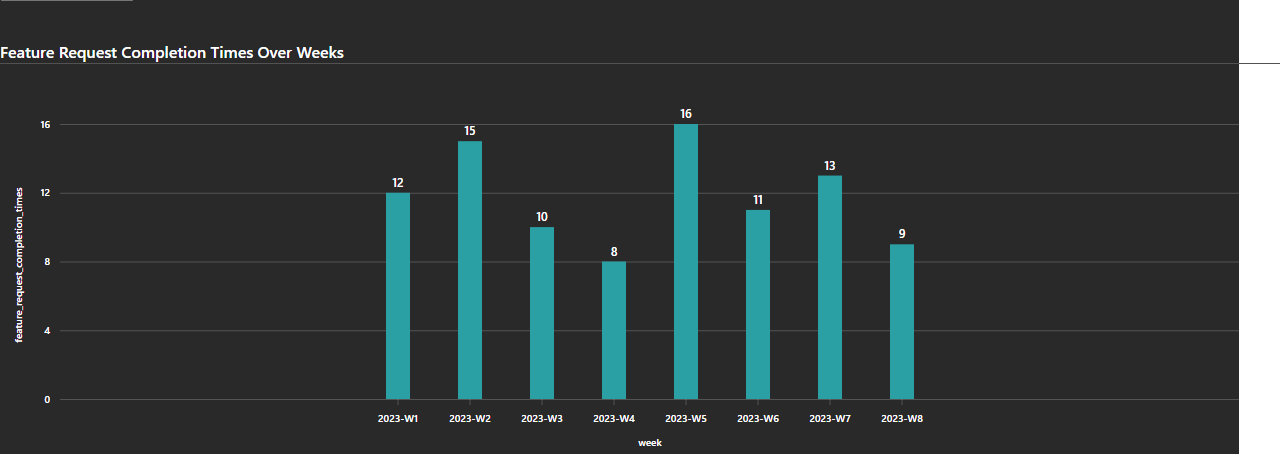 Feature Request Completion Times Over Weeks
16
12
8
4
0
feature_request_completion_times
12
15
10
8
16
11
13
9
2023-W1
2023-W2
2023-W3
2023-W4
2023-W5
2023-W6
2023-W7
2023-W8
week